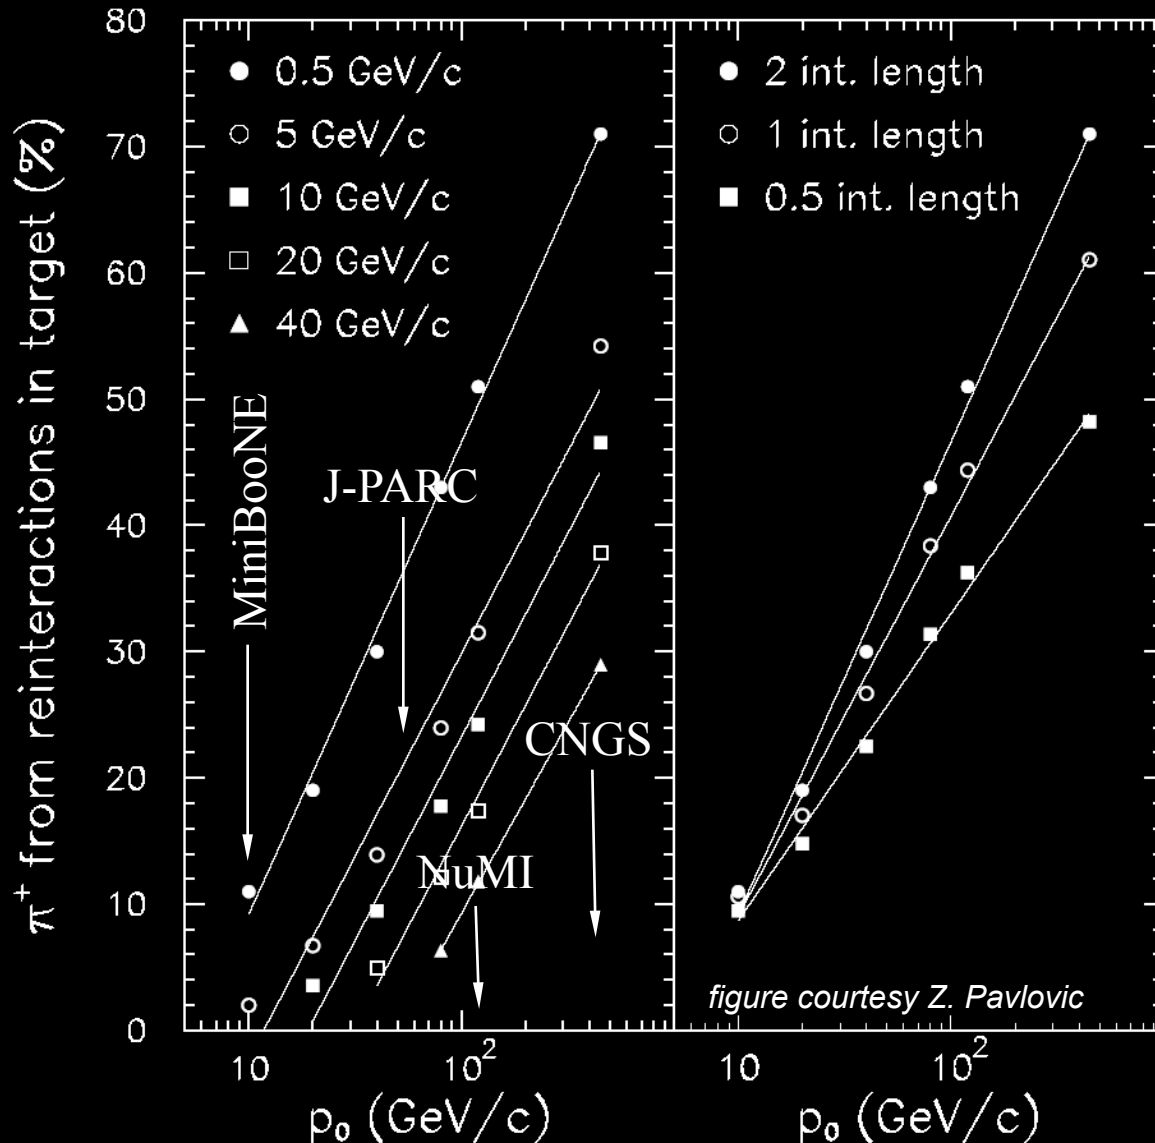 π⁺ from reinteractions in target (%)
80
70
60
50
40
30
20
10
0
0.5 GeV/c
5 GeV/c
10 GeV/c
20 GeV/c
40 GeV/c
MiniBooNE
J-PARC
NuMI
CNGS
10
10²
p₀ (GeV/c)
2 int. length
1 int. length
0.5 int. length
figure courtesy Z. Pavlovic
10
10²
p₀ (GeV/c)